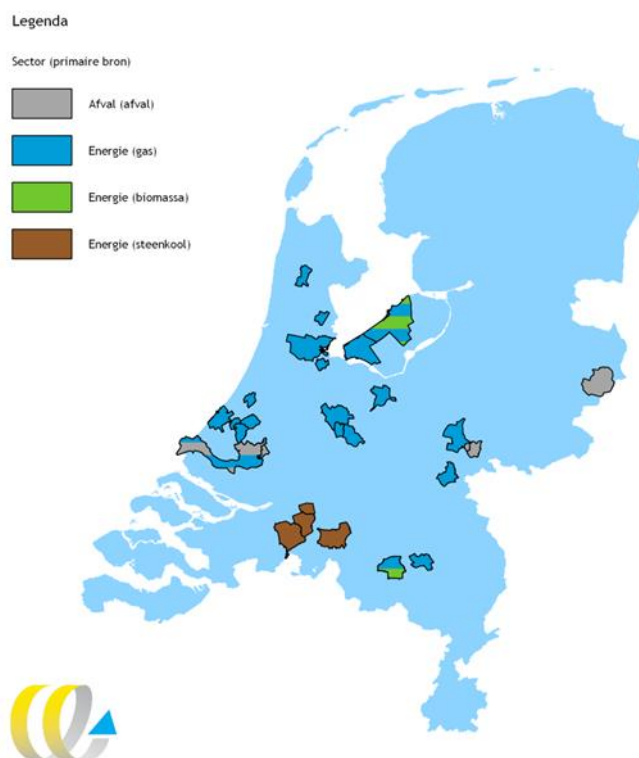 Legenda
Sector (primaire bron)
Afval (afval)
Energie (gas)
Energie (biomassa)
Energie (steenkool)